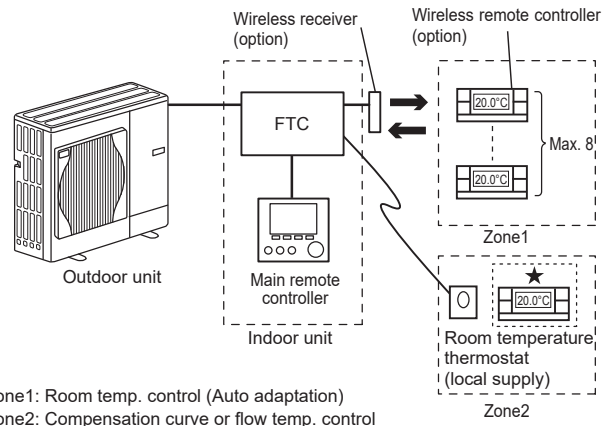 Wireless receiver
(option)
Wireless remote controller
(option)
20.0°C
FTC
Max. 8
20.0°C
Zone1
Outdoor unit
Main remote
controller
★
20.0°C
Indoor unit
Room temperature
thermostat
(local supply)
one1: Room temp. control (Auto adaptation)
one2: Compensation curve or flow temp. control
Zone2